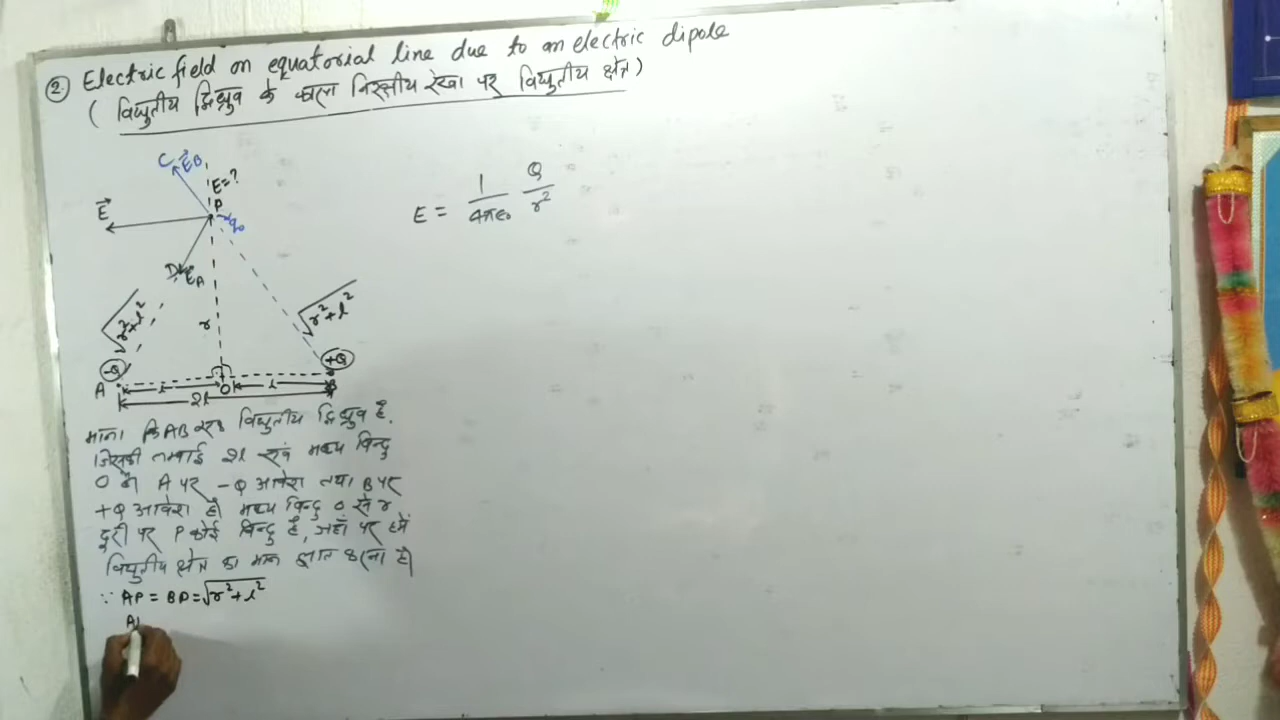 ② Electric field on equatorial line due to an electric dipole
( विद्युतीय द्विध्रुव के कारण निरक्षीय रेखा पर विद्युतीय क्षेत्र )
C E⃗B
E=?
P
E⃗
+q₀
E = 1/4πε₀ Q/r²
D E⃗A
√r²+l² √r²+l²
r
-Q +Q
A l O l B
2l
माना कि AB एक विद्युतीय द्विध्रुव है.
जिसकी लम्बाई 2l एवं मध्य बिन्दु
O है। A पर -Q आवेश तथा B पर
+Q आवेश है। मध्य बिन्दु O से r
दूरी पर P कोई बिन्दु है, जहाँ पर हमें
विद्युतीय क्षेत्र का मान ज्ञात करना है।
∵ AP = BP = √r²+l²